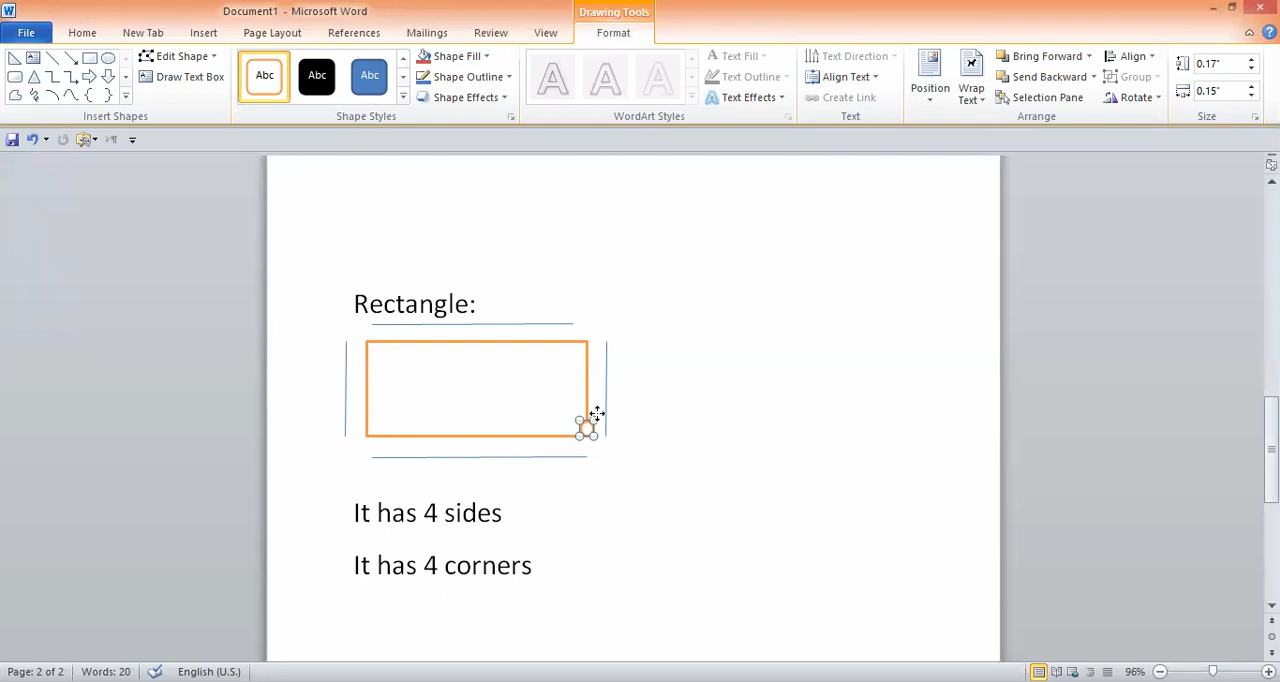 Document1 - Microsoft Word
Drawing Tools
File Home New Tab Insert Page Layout References Mailings Review View Format
Edit Shape
Draw Text Box
Insert Shapes
Abc Abc Abc
Shape Fill
Shape Outline
Shape Effects
Shape Styles
Text Fill
Text Outline
Text Effects
WordArt Styles
Text Direction
Align Text
Create Link
Text
Position
Wrap
Text
Bring Forward
Send Backward
Selection Pane
Align
Group
Rotate
Arrange
0.17"
0.15"
Size
Rectangle:
It has 4 sides
It has 4 corners
Page: 2 of 2 Words: 20 English (U.S.) 96%